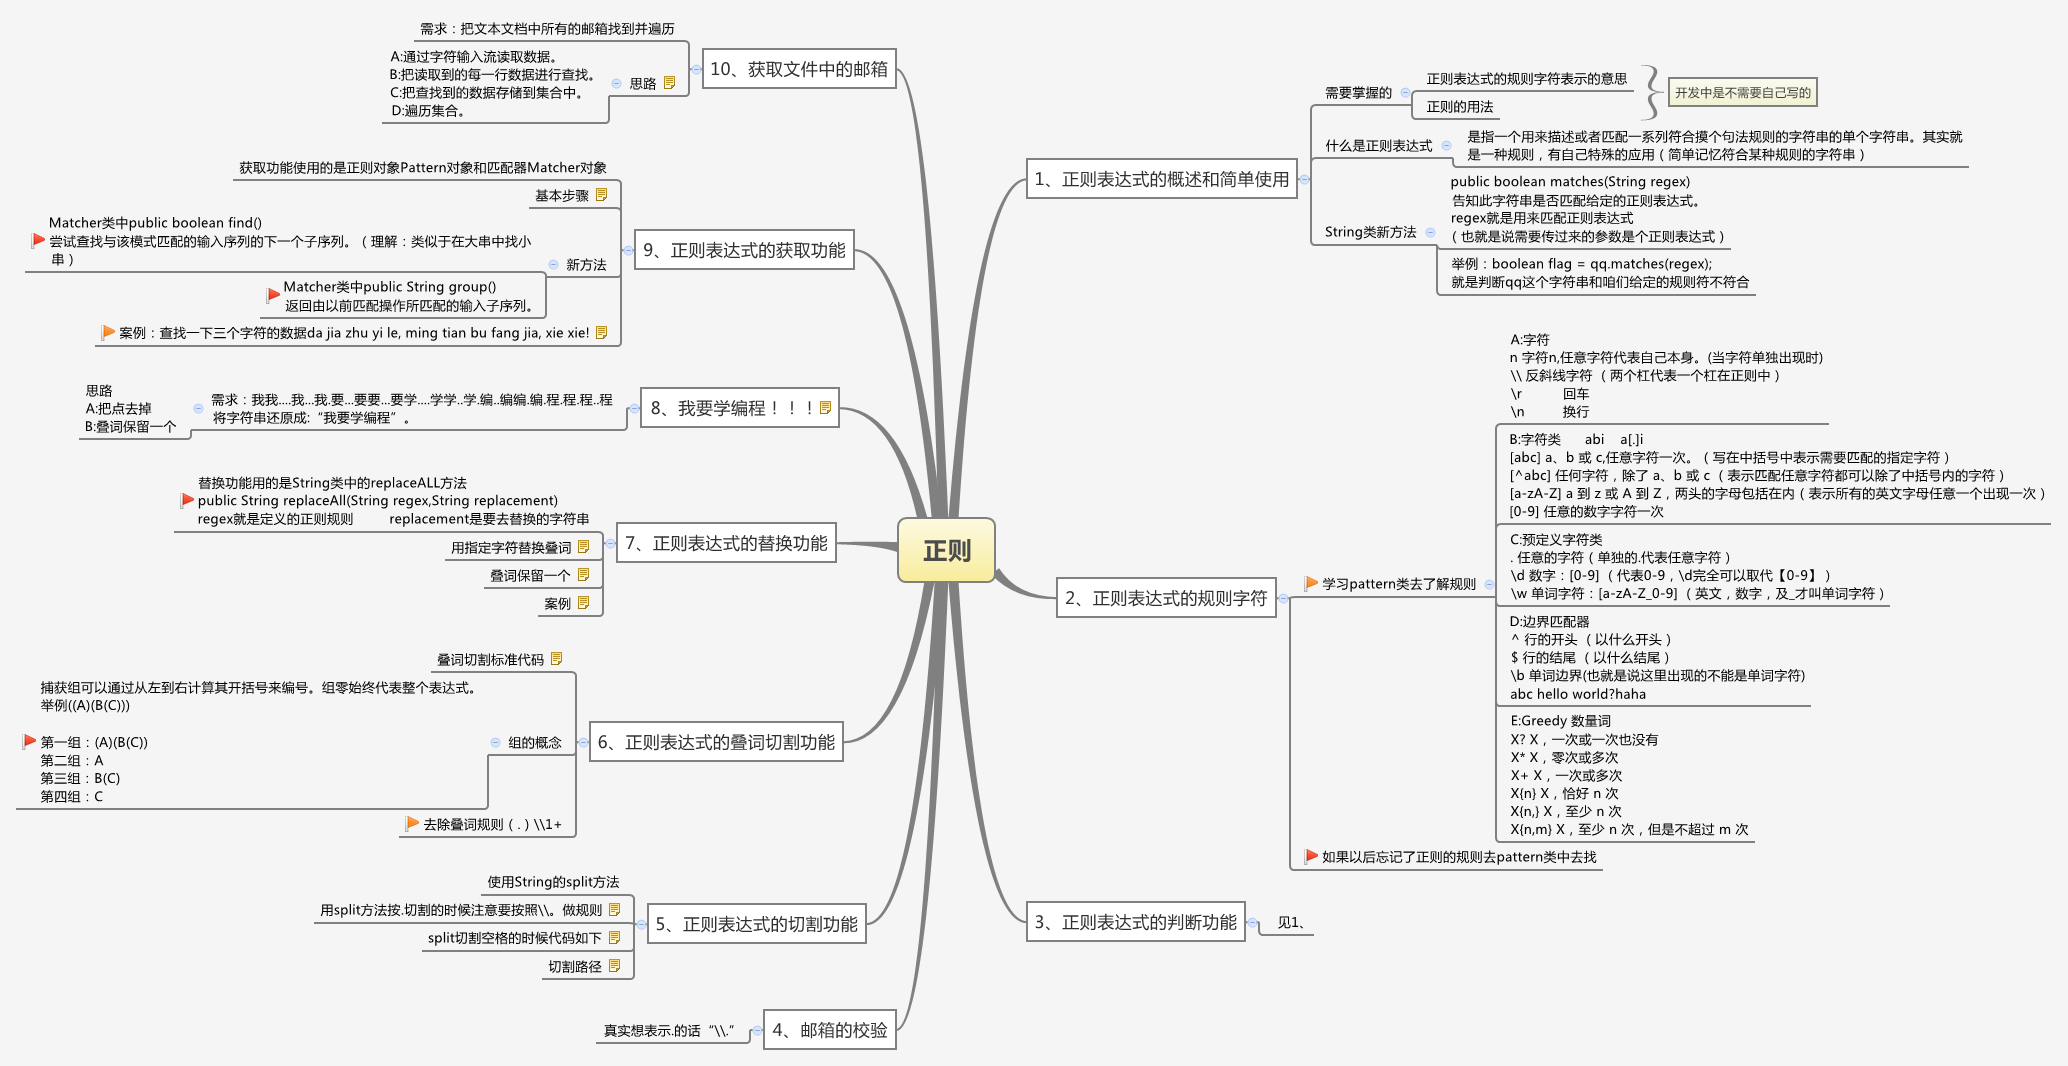 正则
1、正则表达式的概述和简单使用
需要掌握的
正则表达式的规则字符表示的意思
正则的用法
开发中是不需要自己写的
什么是正则表达式
是指一个用来描述或者匹配一系列符合摸个句法规则的字符串的单个字符串。其实就
是一种规则，有自己特殊的应用（简单记忆符合某种规则的字符串）
String类新方法
public boolean matches(String regex)
告知此字符串是否匹配给定的正则表达式。
regex就是用来匹配正则表达式
（也就是说需要传过来的参数是个正则表达式）
举例：boolean flag = qq.matches(regex);
就是判断qq这个字符串和咱们给定的规则符不符合
2、正则表达式的规则字符
学习pattern类去了解规则
A:字符
n 字符n,任意字符代表自己本身。(当字符单独出现时)
\\ 反斜线字符 （两个杠代表一个杠在正则中）
\r 回车
\n 换行
B:字符类 abi a[.]i
[abc] a、b 或 c,任意字符一次。（写在中括号中表示需要匹配的指定字符）
[^abc] 任何字符，除了 a、b 或 c（ 表示匹配任意字符都可以除了中括号内的字符）
[a-zA-Z] a 到 z 或 A 到 Z，两头的字母包括在内（表示所有的英文字母任意一个出现一次）
[0-9] 任意的数字字符一次
C:预定义字符类
. 任意的字符（单独的.代表任意字符）
\d 数字：[0-9] （代表0-9，\d完全可以取代【0-9】）
\w 单词字符：[a-zA-Z_0-9] （英文，数字，及_才叫单词字符）
D:边界匹配器
^ 行的开头 （以什么开头）
$ 行的结尾 （以什么结尾）
\b 单词边界(也就是说这里出现的不能是单词字符)
abc hello world?haha
E:Greedy 数量词
X? X，一次或一次也没有
X* X，零次或多次
X+ X，一次或多次
X{n} X，恰好 n 次
X{n,} X，至少 n 次
X{n,m} X，至少 n 次，但是不超过 m 次
如果以后忘记了正则的规则去pattern类中去找
3、正则表达式的判断功能
见1、
4、邮箱的校验
真实想表示.的话“\\.”
5、正则表达式的切割功能
使用String的split方法
用split方法按.切割的时候注意要按照\\。做规则
split切割空格的时候代码如下
切割路径
6、正则表达式的叠词切割功能
叠词切割标准代码
组的概念
捕获组可以通过从左到右计算其开括号来编号。组零始终代表整个表达式。
举例((A)(B(C)))
第一组：(A)(B(C))
第二组：A
第三组：B(C)
第四组：C
去除叠词规则（.）\\1+
7、正则表达式的替换功能
替换功能用的是String类中的replaceALL方法
public String replaceAll(String regex,String replacement)
regex就是定义的正则规则 replacement是要去替换的字符串
用指定字符替换叠词
叠词保留一个
案例
8、我要学编程！！！
需求：我我....我...我.要...要要...要学....学学..学.编..编编.编.程.程.程..程
将字符串还原成:“我要学编程”。
思路
A:把点去掉
B:叠词保留一个
9、正则表达式的获取功能
获取功能使用的是正则对象Pattern对象和匹配器Matcher对象
基本步骤
新方法
Matcher类中public boolean find()
尝试查找与该模式匹配的输入序列的下一个子序列。（理解：类似于在大串中找小
串）
Matcher类中public String group()
返回由以前匹配操作所匹配的输入子序列。
案例：查找一下三个字符的数据da jia zhu yi le, ming tian bu fang jia, xie xie!
10、获取文件中的邮箱
需求：把文本文档中所有的邮箱找到并遍历
思路
A:通过字符输入流读取数据。
B:把读取到的每一行数据进行查找。
C:把查找到的数据存储到集合中。
D:遍历集合。